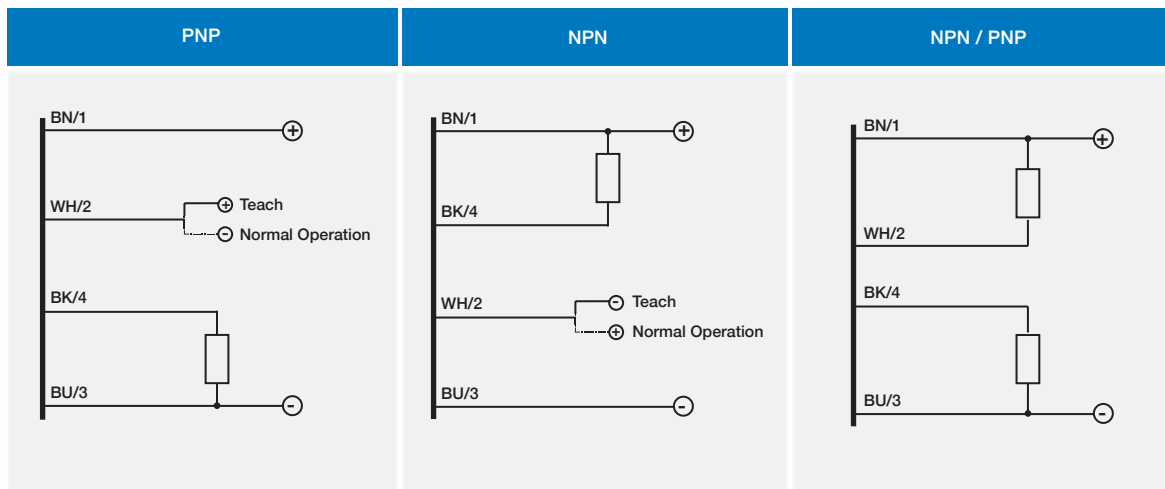 PNP
BN/1
+
WH/2
+ Teach
- Normal Operation
BK/4
BU/3
-
NPN
BN/1
+
BK/4
WH/2
- Teach
+ Normal Operation
BU/3
-
NPN / PNP
BN/1
+
WH/2
BK/4
BU/3
-